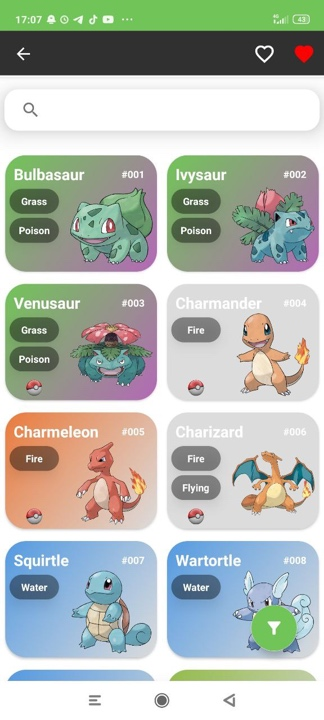 17:07
43
Bulbasaur #001
Grass
Poison
Ivysaur #002
Grass
Poison
Venusaur #003
Grass
Poison
Charmander #004
Fire
Charmeleon #005
Fire
Charizard #006
Fire
Flying
Squirtle #007
Water
Wartortle #008
Water